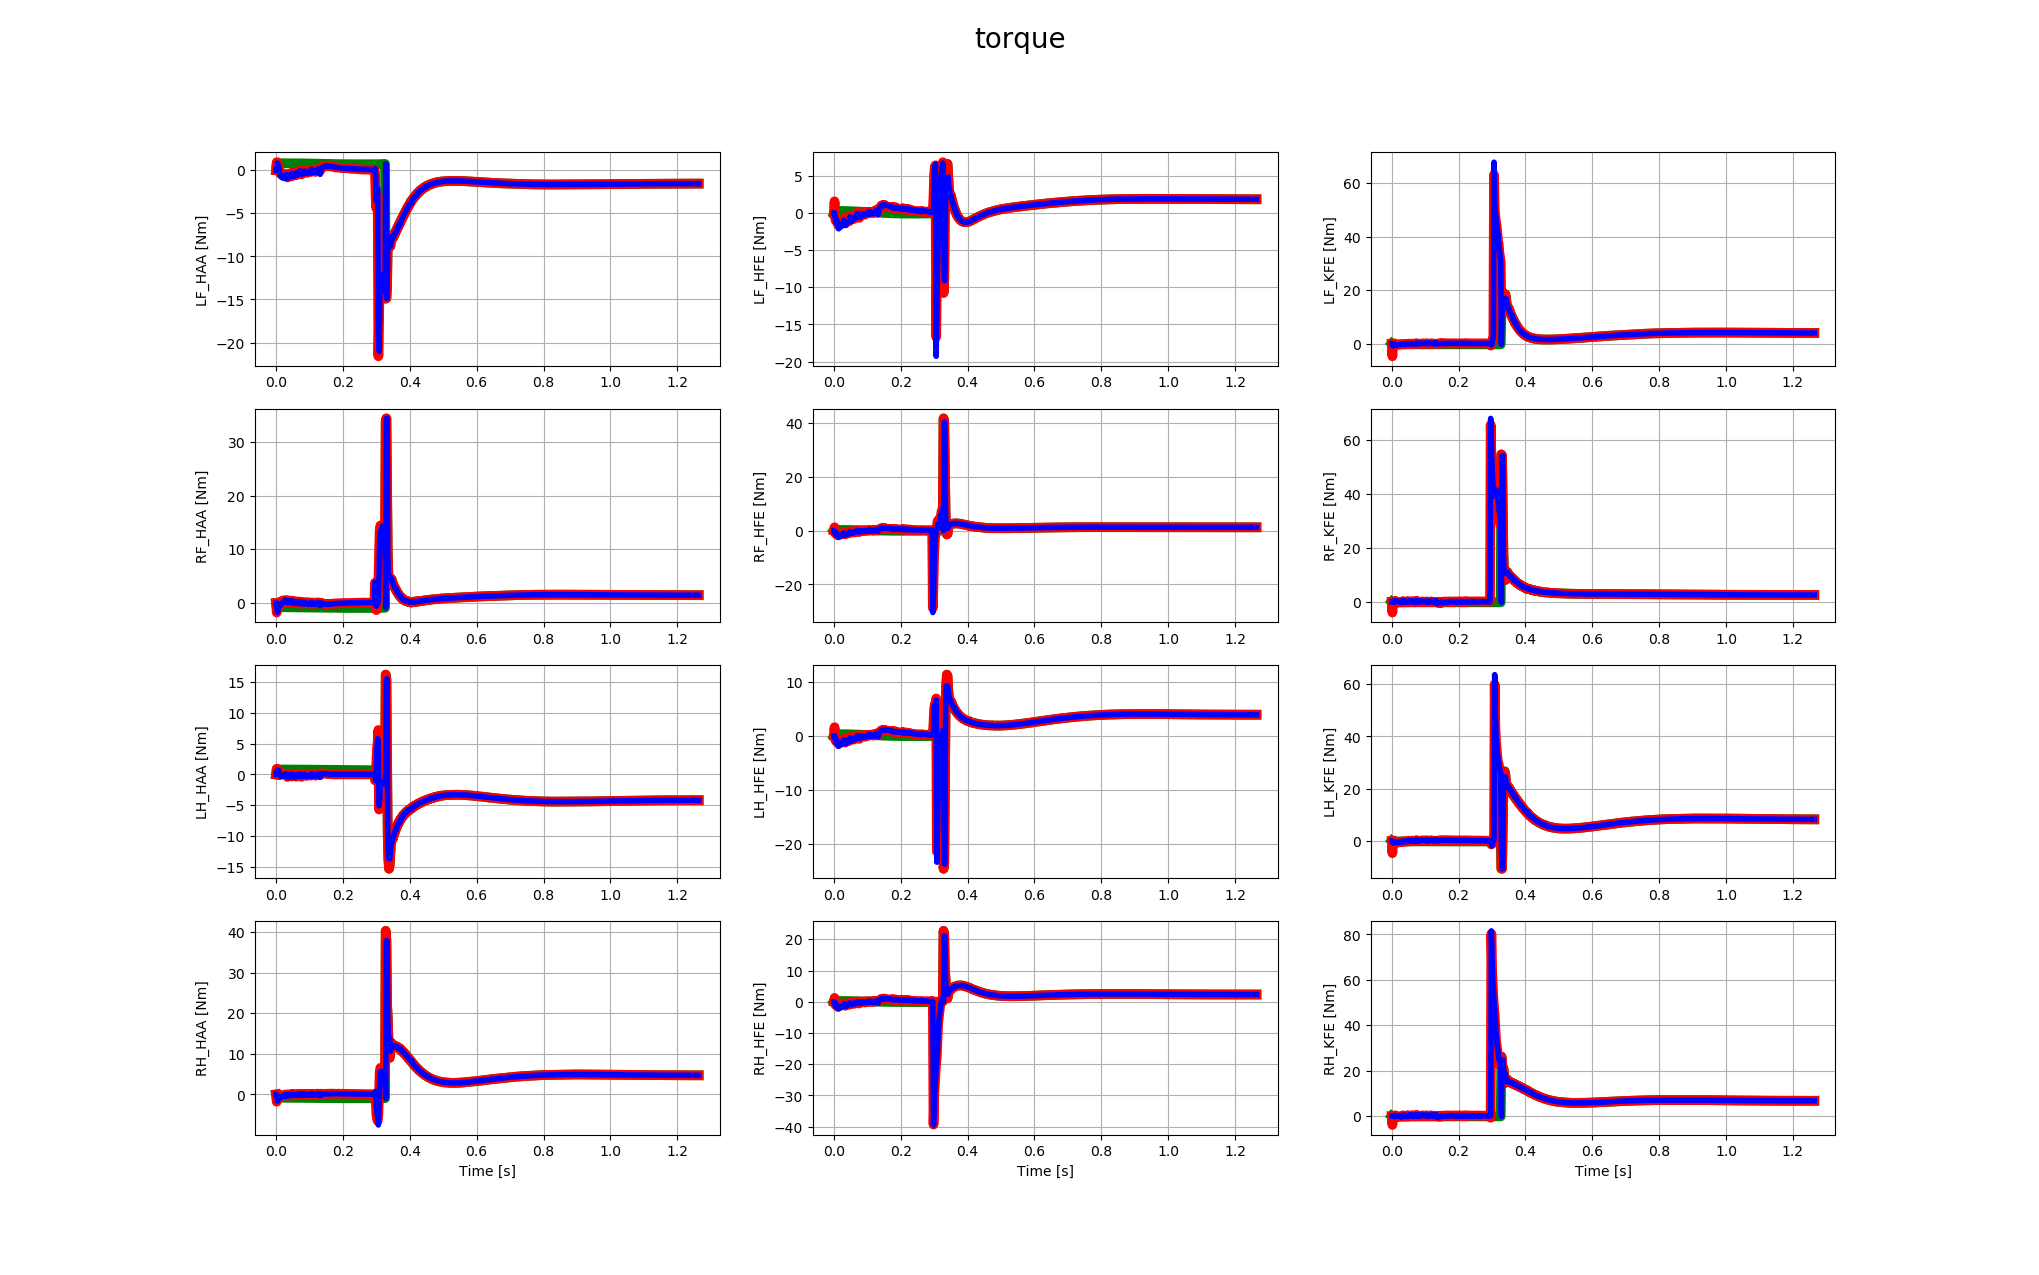 torque
LF_HAA [Nm]
0
−5
−10
−15
−20
0.0 0.2 0.4 0.6 0.8 1.0 1.2
LF_HFE [Nm]
5
0
−5
−10
−15
−20
0.0 0.2 0.4 0.6 0.8 1.0 1.2
LF_KFE [Nm]
60
40
20
0
0.0 0.2 0.4 0.6 0.8 1.0 1.2
RF_HAA [Nm]
30
20
10
0
0.0 0.2 0.4 0.6 0.8 1.0 1.2
RF_HFE [Nm]
40
20
0
−20
0.0 0.2 0.4 0.6 0.8 1.0 1.2
RF_KFE [Nm]
60
40
20
0
0.0 0.2 0.4 0.6 0.8 1.0 1.2
LH_HAA [Nm]
15
10
5
0
−5
−10
−15
0.0 0.2 0.4 0.6 0.8 1.0 1.2
LH_HFE [Nm]
10
0
−10
−20
0.0 0.2 0.4 0.6 0.8 1.0 1.2
LH_KFE [Nm]
60
40
20
0
0.0 0.2 0.4 0.6 0.8 1.0 1.2
RH_HAA [Nm]
40
30
20
10
0
0.0 0.2 0.4 0.6 0.8 1.0 1.2
Time [s]
RH_HFE [Nm]
20
10
0
−10
−20
−30
−40
0.0 0.2 0.4 0.6 0.8 1.0 1.2
Time [s]
RH_KFE [Nm]
80
60
40
20
0
0.0 0.2 0.4 0.6 0.8 1.0 1.2
Time [s]